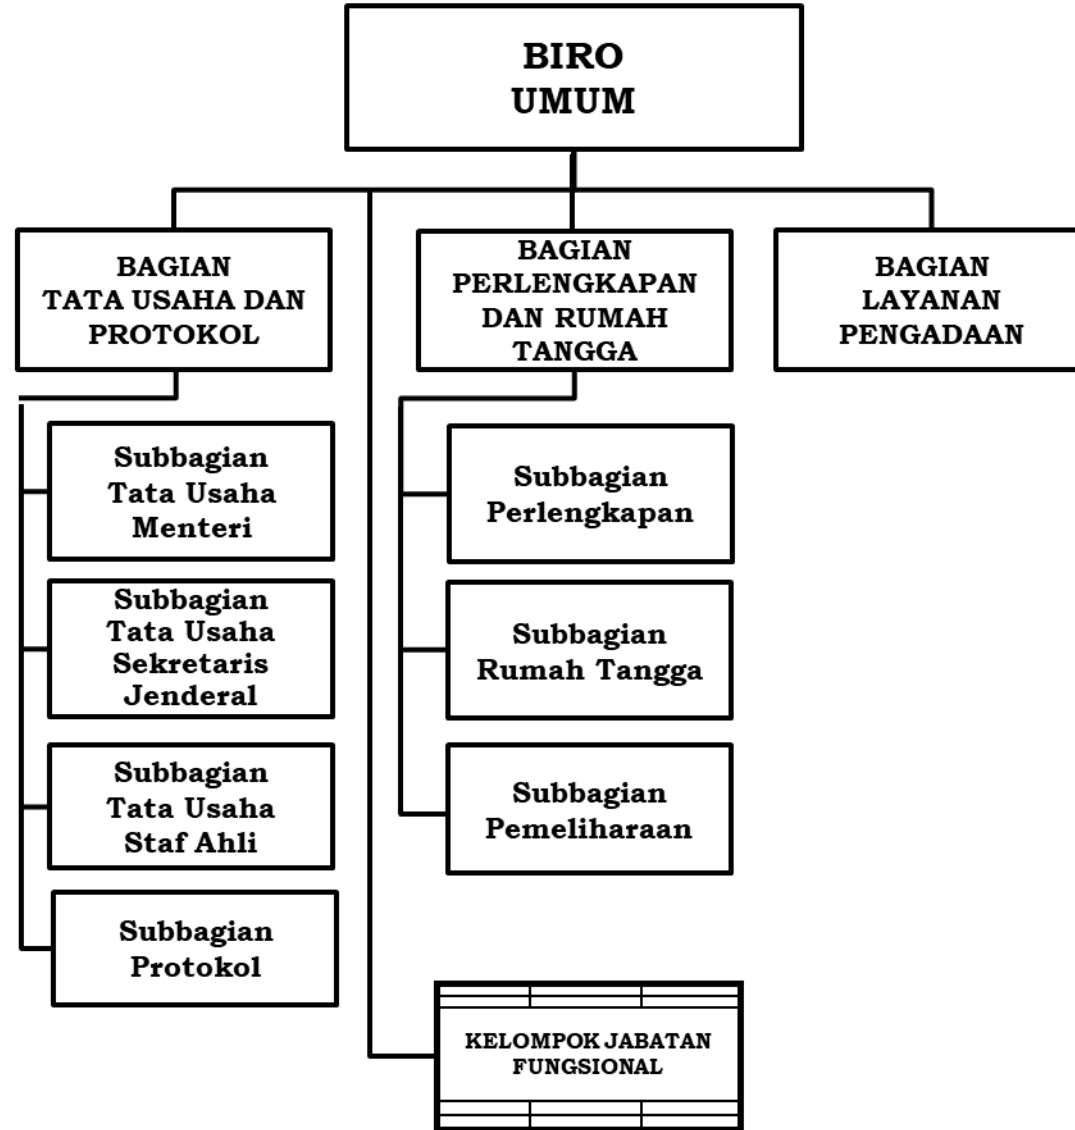 BIRO
UMUM
BAGIAN
TATA USAHA DAN
PROTOKOL
BAGIAN
PERLENGKAPAN
DAN RUMAH
TANGGA
BAGIAN
LAYANAN
PENGADAAN
Subbagian
Tata Usaha
Menteri
Subbagian
Tata Usaha
Sekretaris
Jenderal
Subbagian
Tata Usaha
Staf Ahli
Subbagian
Protokol
Subbagian
Perlengkapan
Subbagian
Rumah Tangga
Subbagian
Pemeliharaan
KELOMPOK JABATAN
FUNGSIONAL